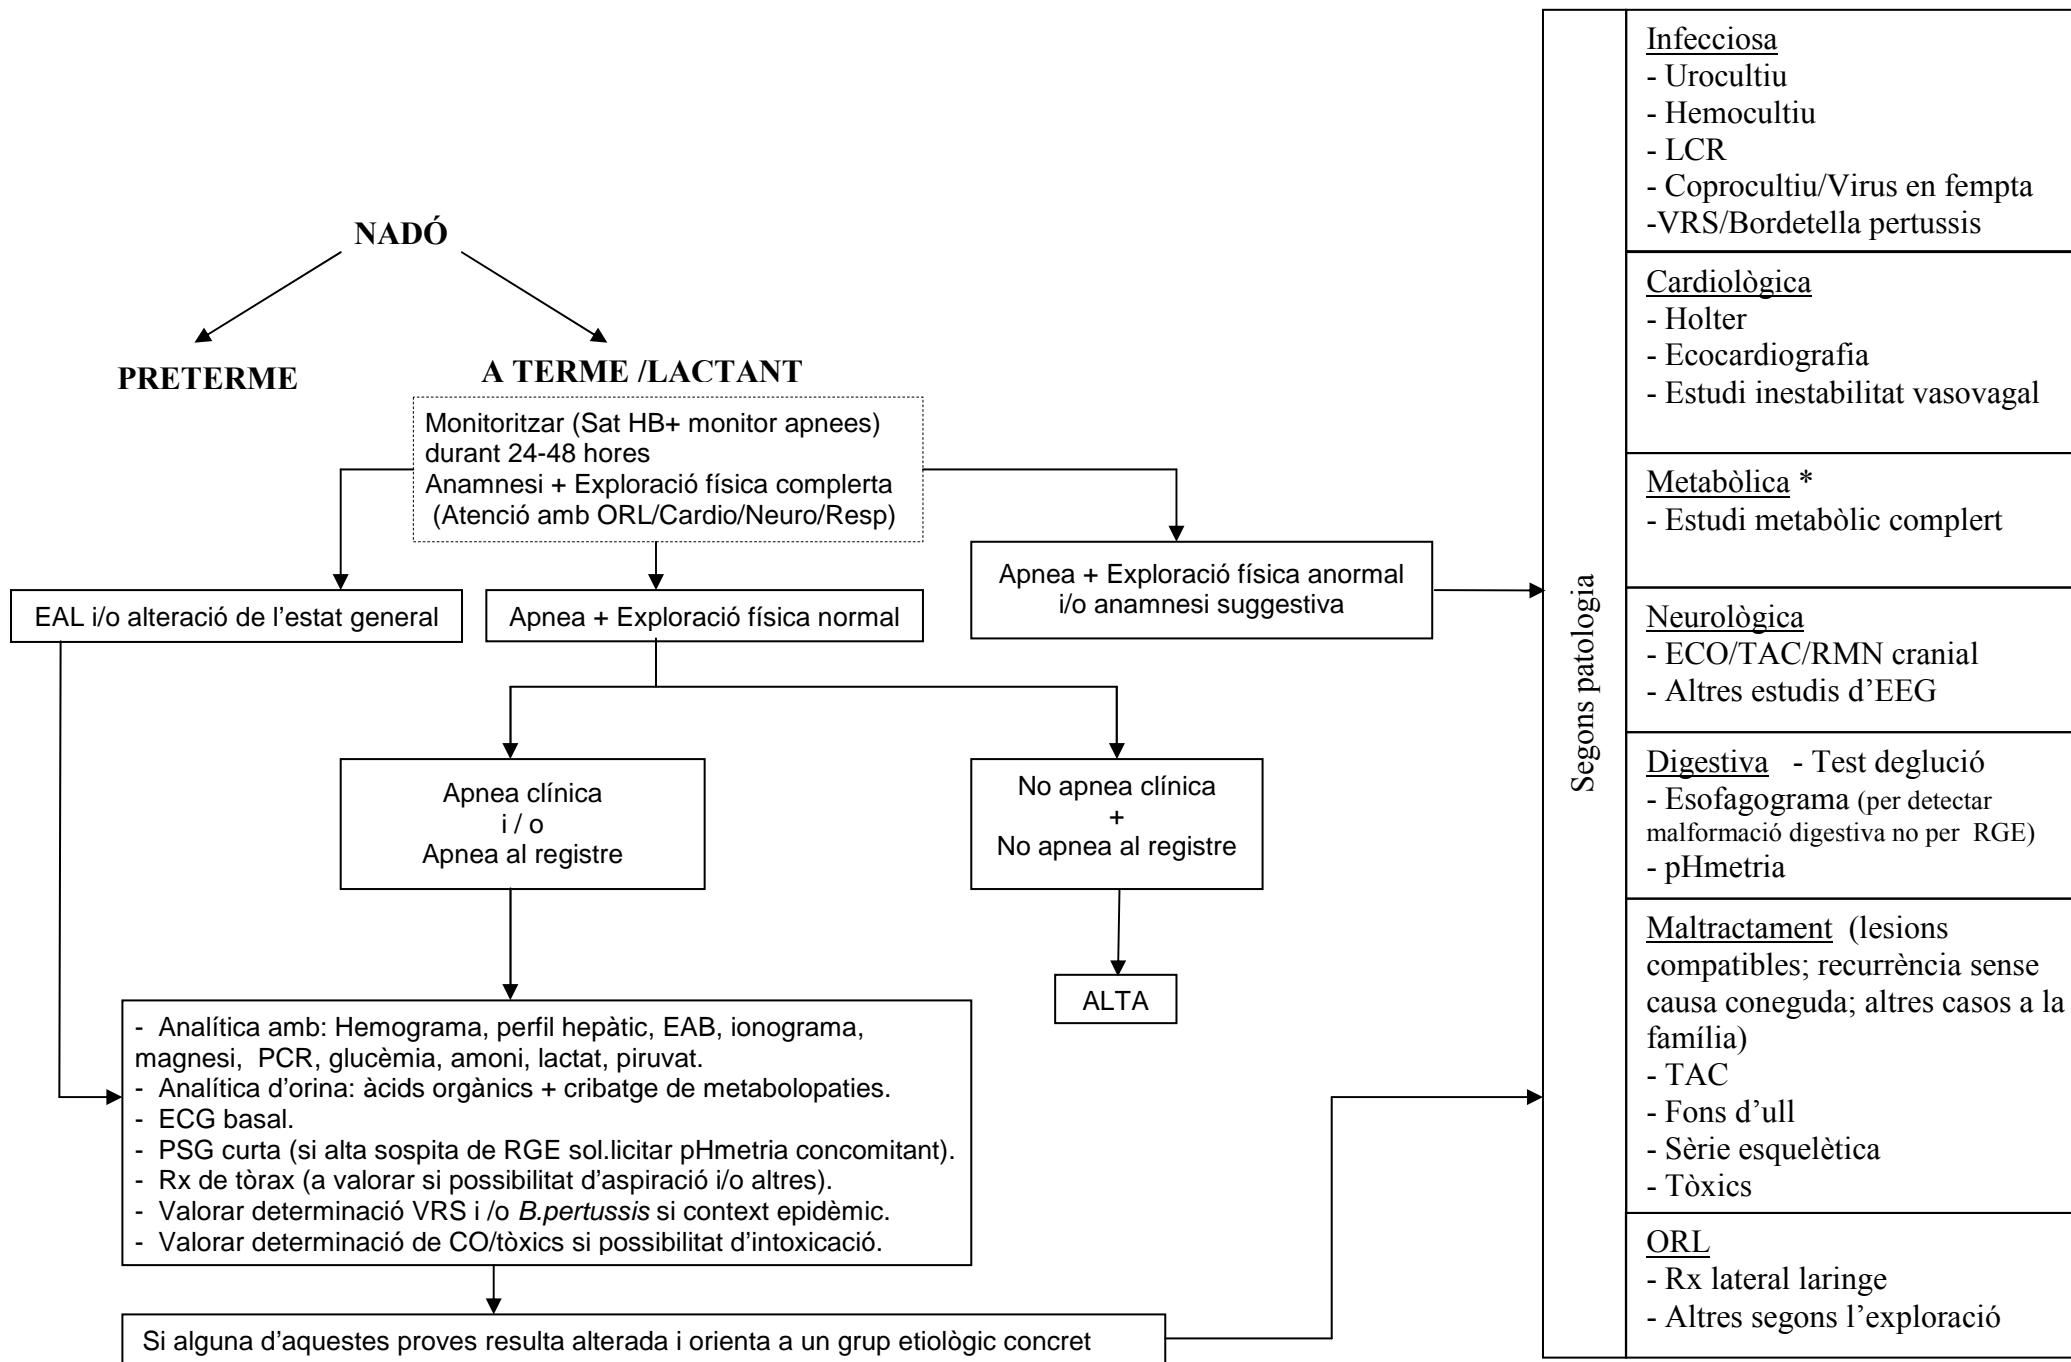 NADÓ
PRETERME
A TERME /LACTANT
Monitoritzar (Sat HB+ monitor apnees)
durant 24-48 hores
Anamnesi + Exploració física complerta
(Atenció amb ORL/Cardio/Neuro/Resp)
EAL i/o alteració de l’estat general
Apnea + Exploració física normal
Apnea + Exploració física anormal
i/o anamnesi suggestiva
Apnea clínica
i / o
Apnea al registre
No apnea clínica
+
No apnea al registre
ALTA
- Analítica amb: Hemograma, perfil hepàtic, EAB, ionograma,
magnesi, PCR, glucèmia, amoni, lactat, piruvat.
- Analítica d’orina: àcids orgànics + cribatge de metabolopaties.
- ECG basal.
- PSG curta (si alta sospita de RGE sol.licitar pHmetria concomitant).
- Rx de tòrax (a valorar si possibilitat d’aspiració i/o altres).
- Valorar determinació VRS i /o B.pertussis si context epidèmic.
- Valorar determinació de CO/tòxics si possibilitat d’intoxicació.
Si alguna d’aquestes proves resulta alterada i orienta a un grup etiològic concret
Segons patologia
Infecciosa
- Urocultiu
- Hemocultiu
- LCR
- Coprocultiu/Virus en fempta
-VRS/Bordetella pertussis
Cardiològica
- Holter
- Ecocardiografia
- Estudi inestabilitat vasovagal
Metabòlica *
- Estudi metabòlic complert
Neurològica
- ECO/TAC/RMN cranial
- Altres estudis d’EEG
Digestiva - Test deglució
- Esofagograma (per detectar
malformació digestiva no per RGE)
- pHmetria
Maltractament (lesions
compatibles; recurrència sense
causa coneguda; altres casos a la
família)
- TAC
- Fons d’ull
- Sèrie esquelètica
- Tòxics
ORL
- Rx lateral laringe
- Altres segons l’exploració